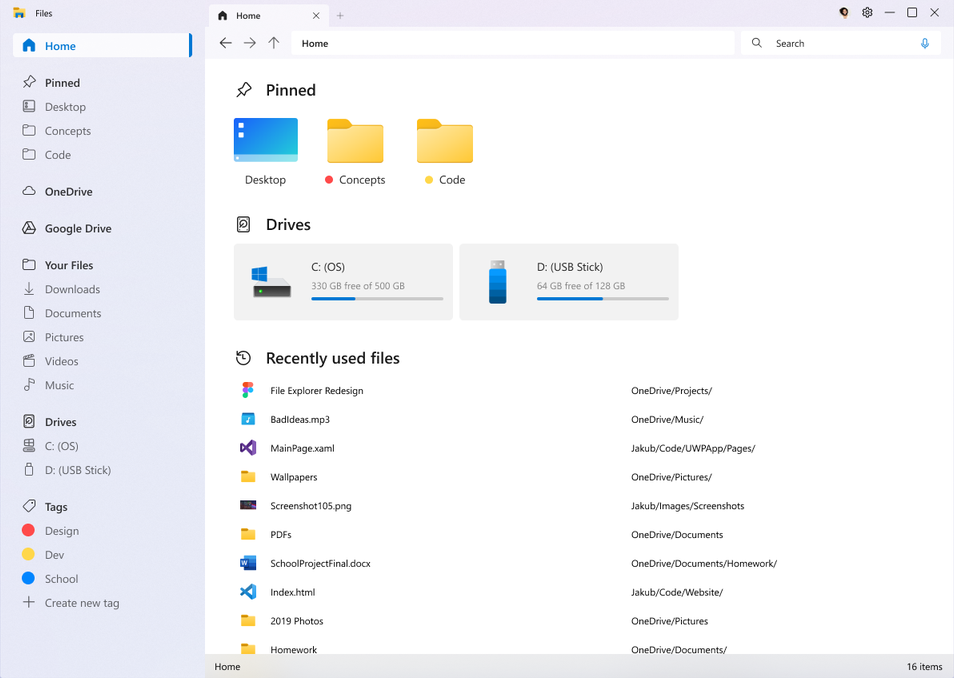 Files
Home
Pinned
Desktop
Concepts
Code
OneDrive
Google Drive
Your Files
Downloads
Documents
Pictures
Videos
Music
Drives
C: (OS)
D: (USB Stick)
Tags
Design
Dev
School
Create new tag
Home
Home
Search
Pinned
Desktop
Concepts
Code
Drives
C: (OS)
330 GB free of 500 GB
D: (USB Stick)
64 GB free of 128 GB
Recently used files
File Explorer Redesign OneDrive/Projects/
BadIdeas.mp3 OneDrive/Music/
MainPage.xaml Jakub/Code/UWPApp/Pages/
Wallpapers OneDrive/Pictures/
Screenshot105.png Jakub/Images/Screenshots
PDFs OneDrive/Documents
SchoolProjectFinal.docx OneDrive/Documents/Homework/
Index.html Jakub/Code/Website/
2019 Photos OneDrive/Pictures
Homework OneDrive/Documents/
Home 16 items